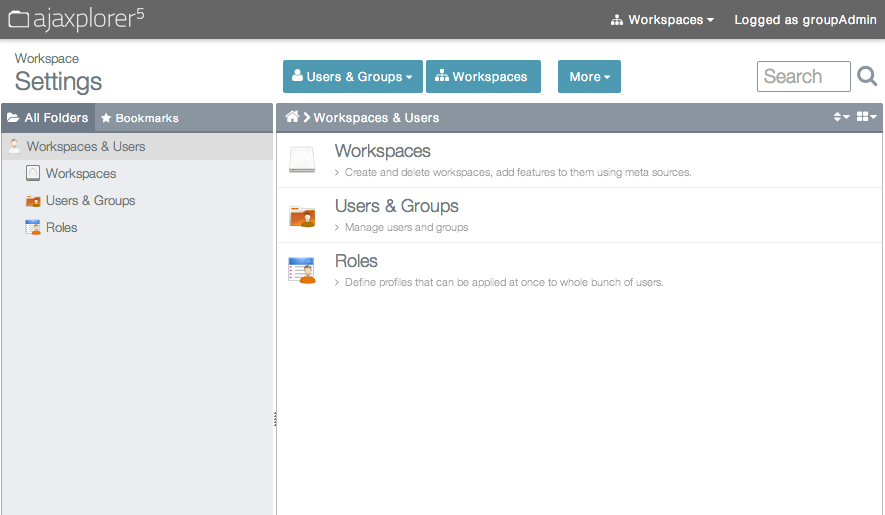 ajaxplorer5
Workspaces
Logged as groupAdmin
Workspace
Settings
Users & Groups
Workspaces
More
Search
All Folders
Bookmarks
Workspaces & Users
Workspaces & Users
Workspaces
Users & Groups
Roles
Workspaces
Create and delete workspaces, add features to them using meta sources.
Users & Groups
Manage users and groups
Roles
Define profiles that can be applied at once to whole bunch of users.